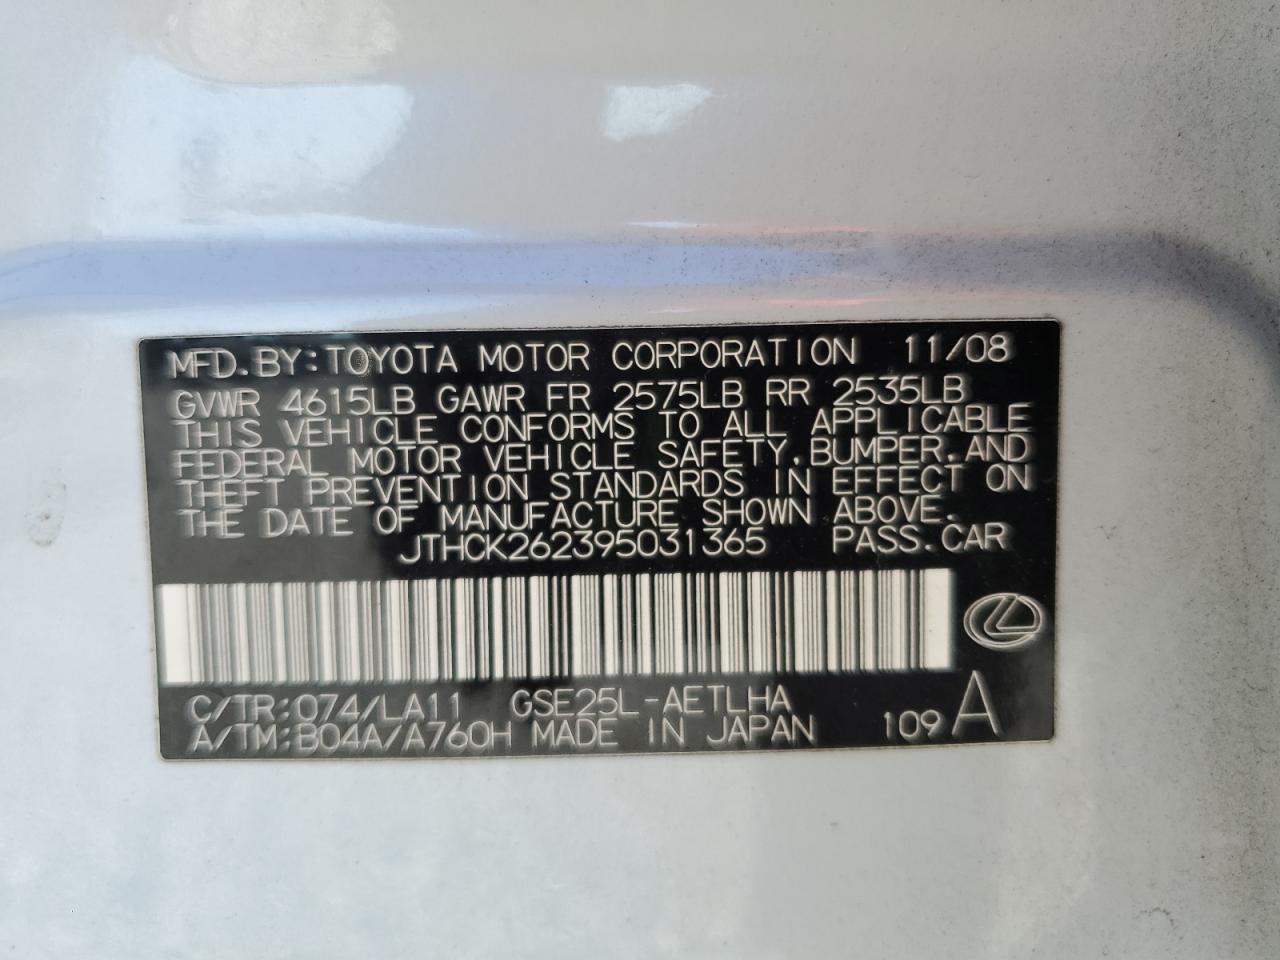 MFD. BY: TOYOTA MOTOR CORPORATION 11/08
GVWR 4615LB GAWR FR 2575LB RR 2535LB
THIS VEHICLE CONFORMS TO ALL APPLICABLE
FEDERAL MOTOR VEHICLE SAFETY, BUMPER, AND
THEFT PREVENTION STANDARDS IN EFFECT ON
THE DATE OF MANUFACTURE SHOWN ABOVE.
JTHCK262395031365 PASS. CAR
C/TR: 074/LA11 GSE25L-AETLHA
A/TM: B04A/A760H MADE IN JAPAN 109 A